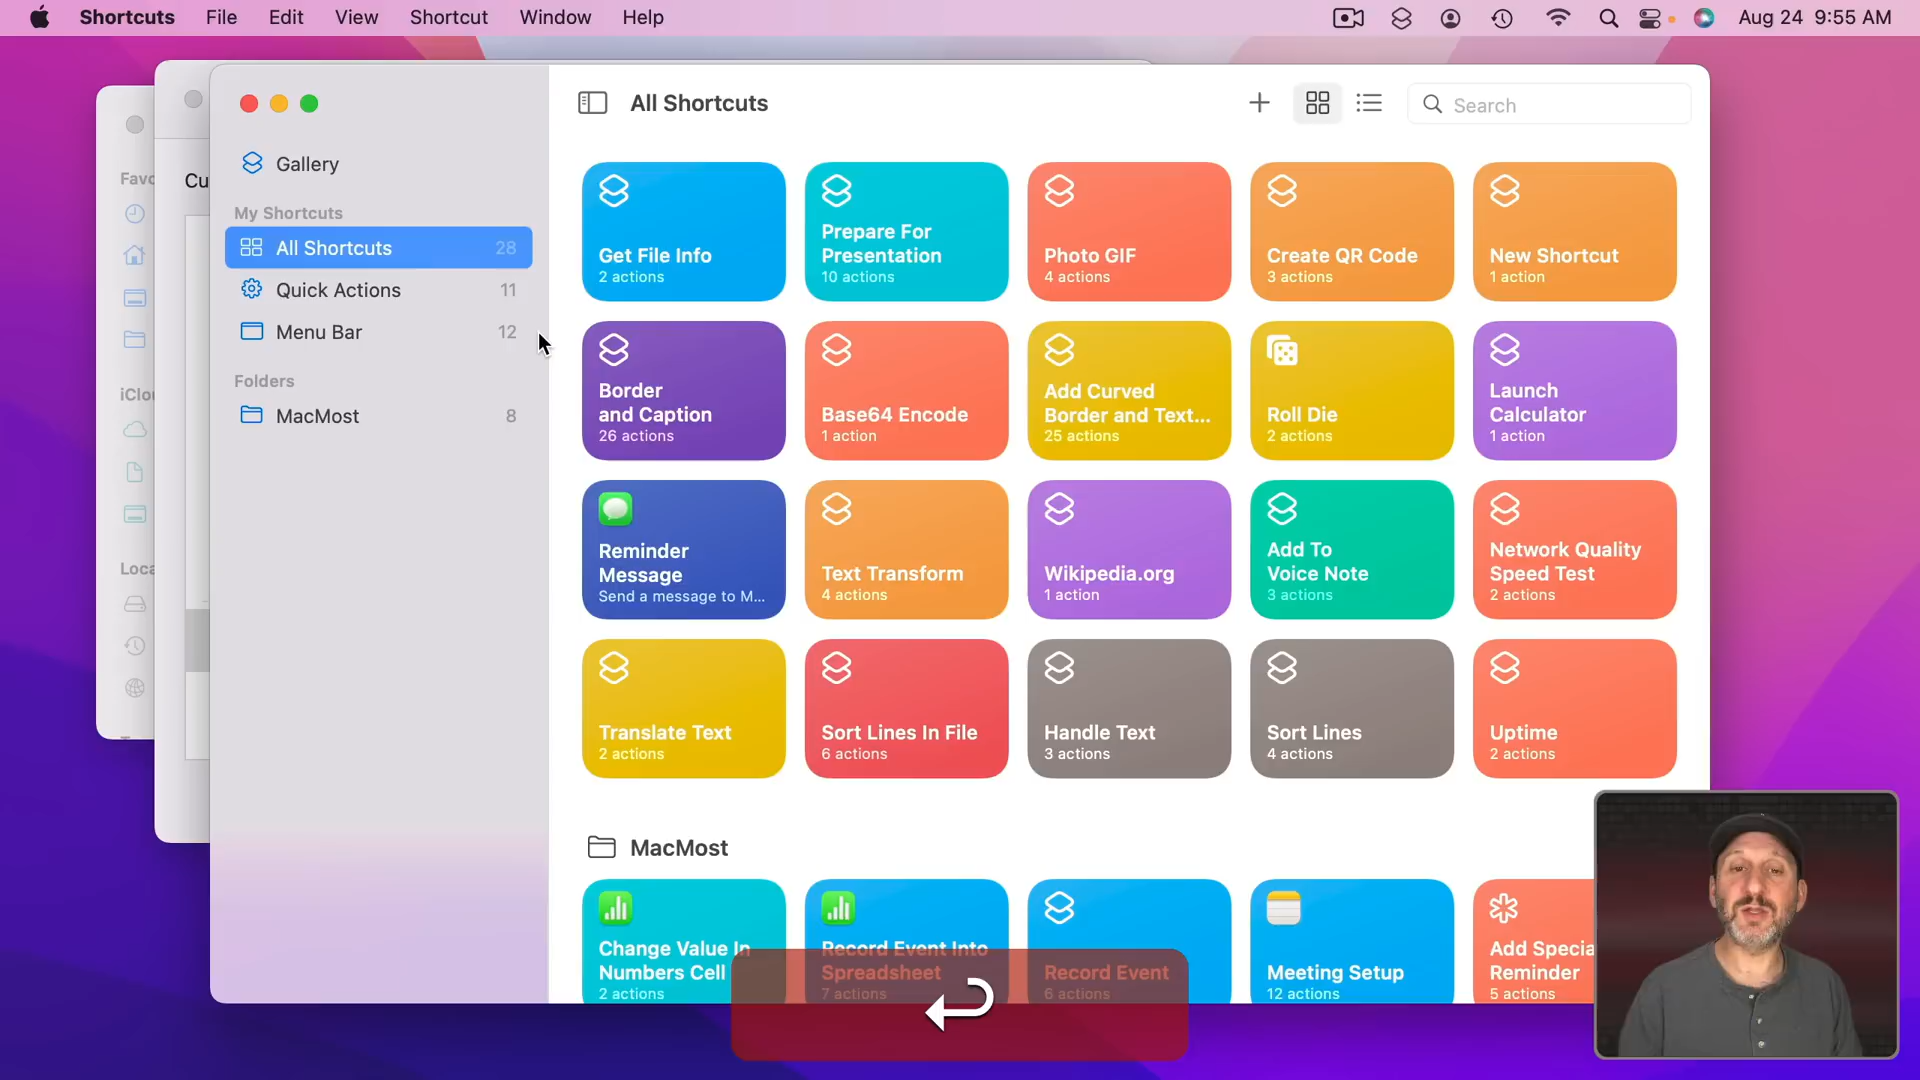 Shortcuts File Edit View Shortcut Window Help Aug 24 9:55 AM
Favo
iClou
Loca
Cu
Gallery
My Shortcuts
All Shortcuts 28
Quick Actions 11
Menu Bar 12
Folders
MacMost 8
All Shortcuts
Search
Get File Info
2 actions
Prepare For
Presentation
10 actions
Photo GIF
4 actions
Create QR Code
3 actions
New Shortcut
1 action
Border
and Caption
26 actions
Base64 Encode
1 action
Add Curved
Border and Text...
25 actions
Roll Die
2 actions
Launch
Calculator
1 action
Reminder
Message
Send a message to M...
Text Transform
4 actions
Wikipedia.org
1 action
Add To
Voice Note
3 actions
Network Quality
Speed Test
2 actions
Translate Text
2 actions
Sort Lines In File
6 actions
Handle Text
3 actions
Sort Lines
4 actions
Uptime
2 actions
MacMost
Change Value In
Numbers Cell
2 actions
Record Event Into
Spreadsheet
7 actions
Record Event
6 actions
Meeting Setup
12 actions
Add Specia
Reminder
5 actions